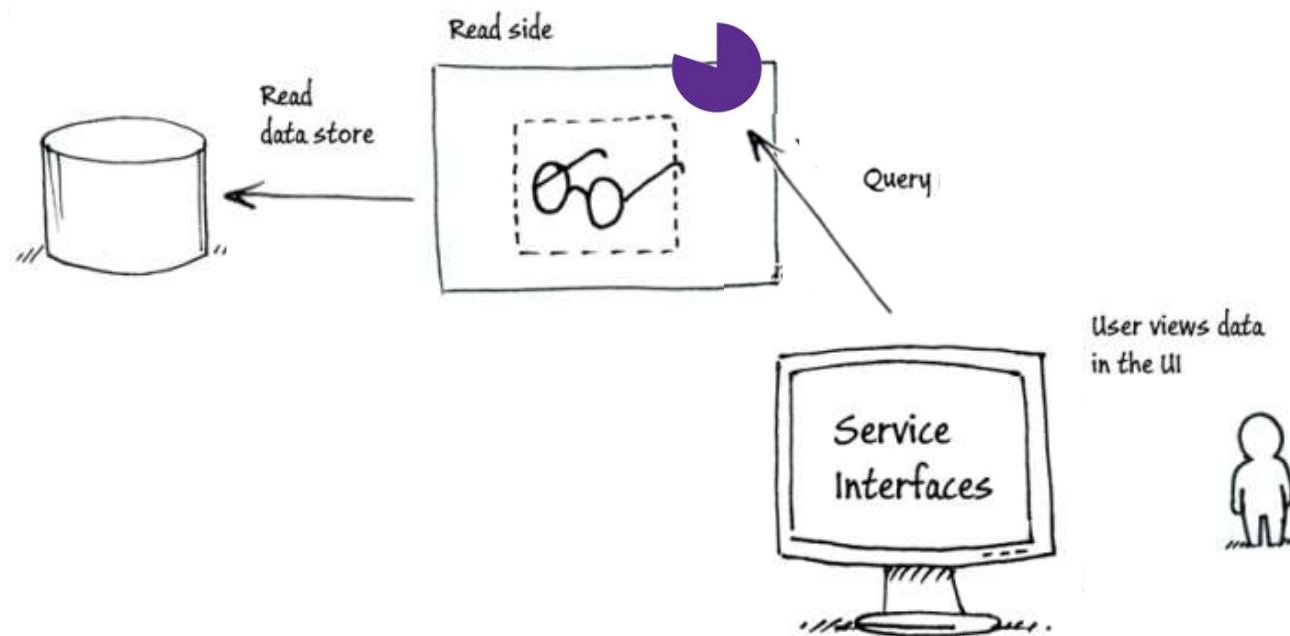 Read side
Read
data store
Query
User views data
in the UI
Service
Interfaces